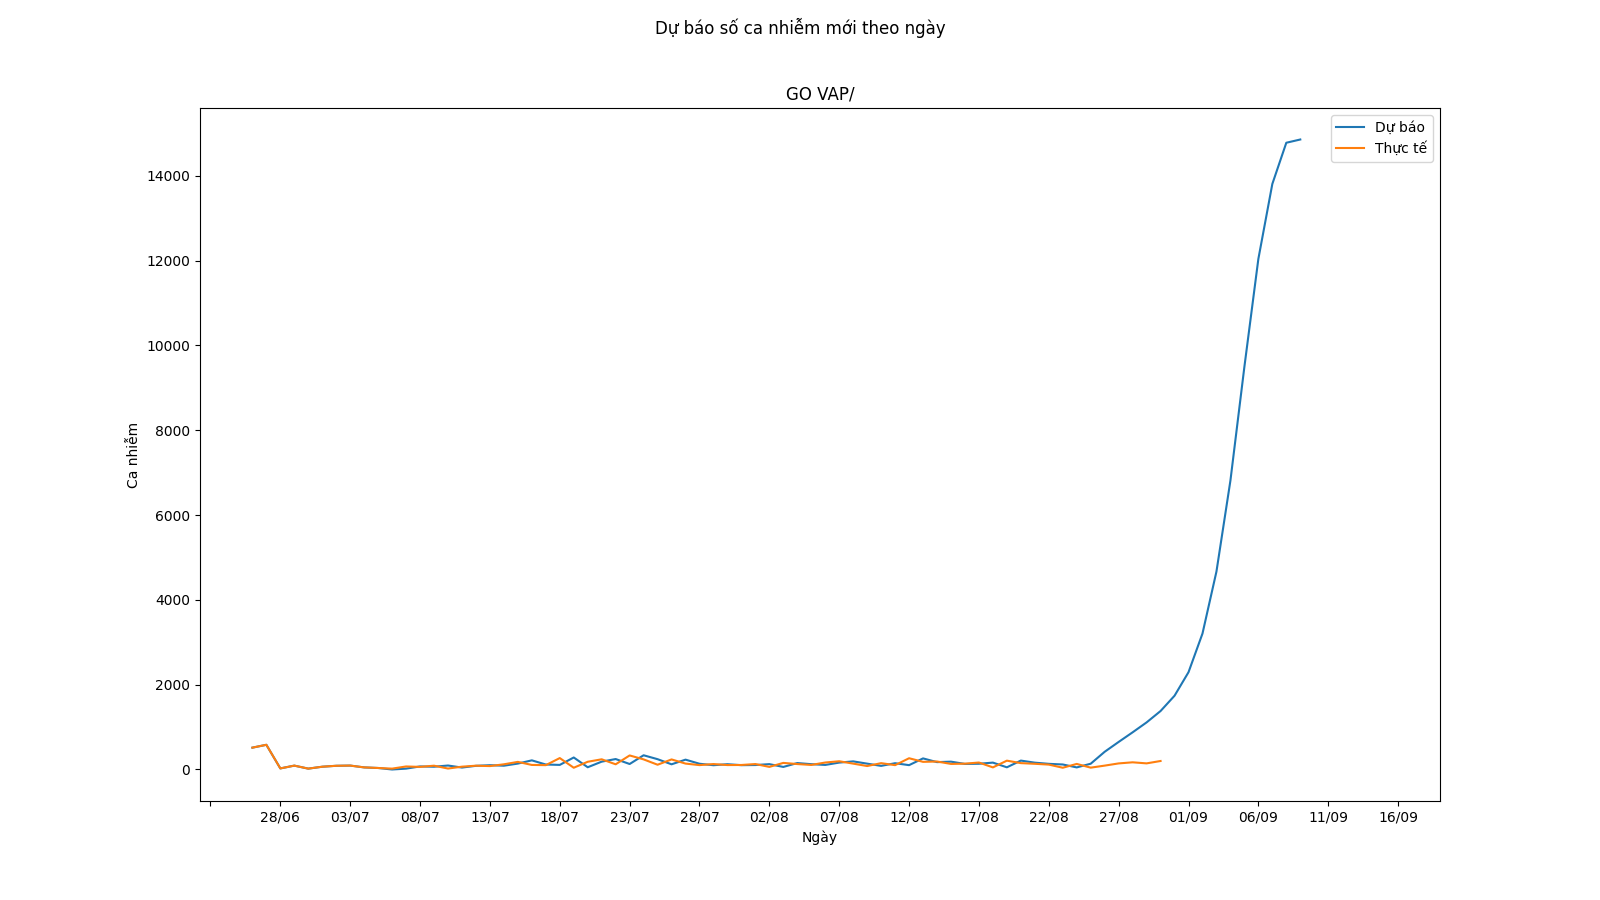 Dự báo số ca nhiễm mới theo ngày
GO VAP/
Dự báo
Thực tế
14000
12000
10000
8000
6000
4000
2000
0
Ca nhiễm
28/06 03/07 08/07 13/07 18/07 23/07 28/07 02/08 07/08 12/08 17/08 22/08 27/08 01/09 06/09 11/09 16/09
Ngày